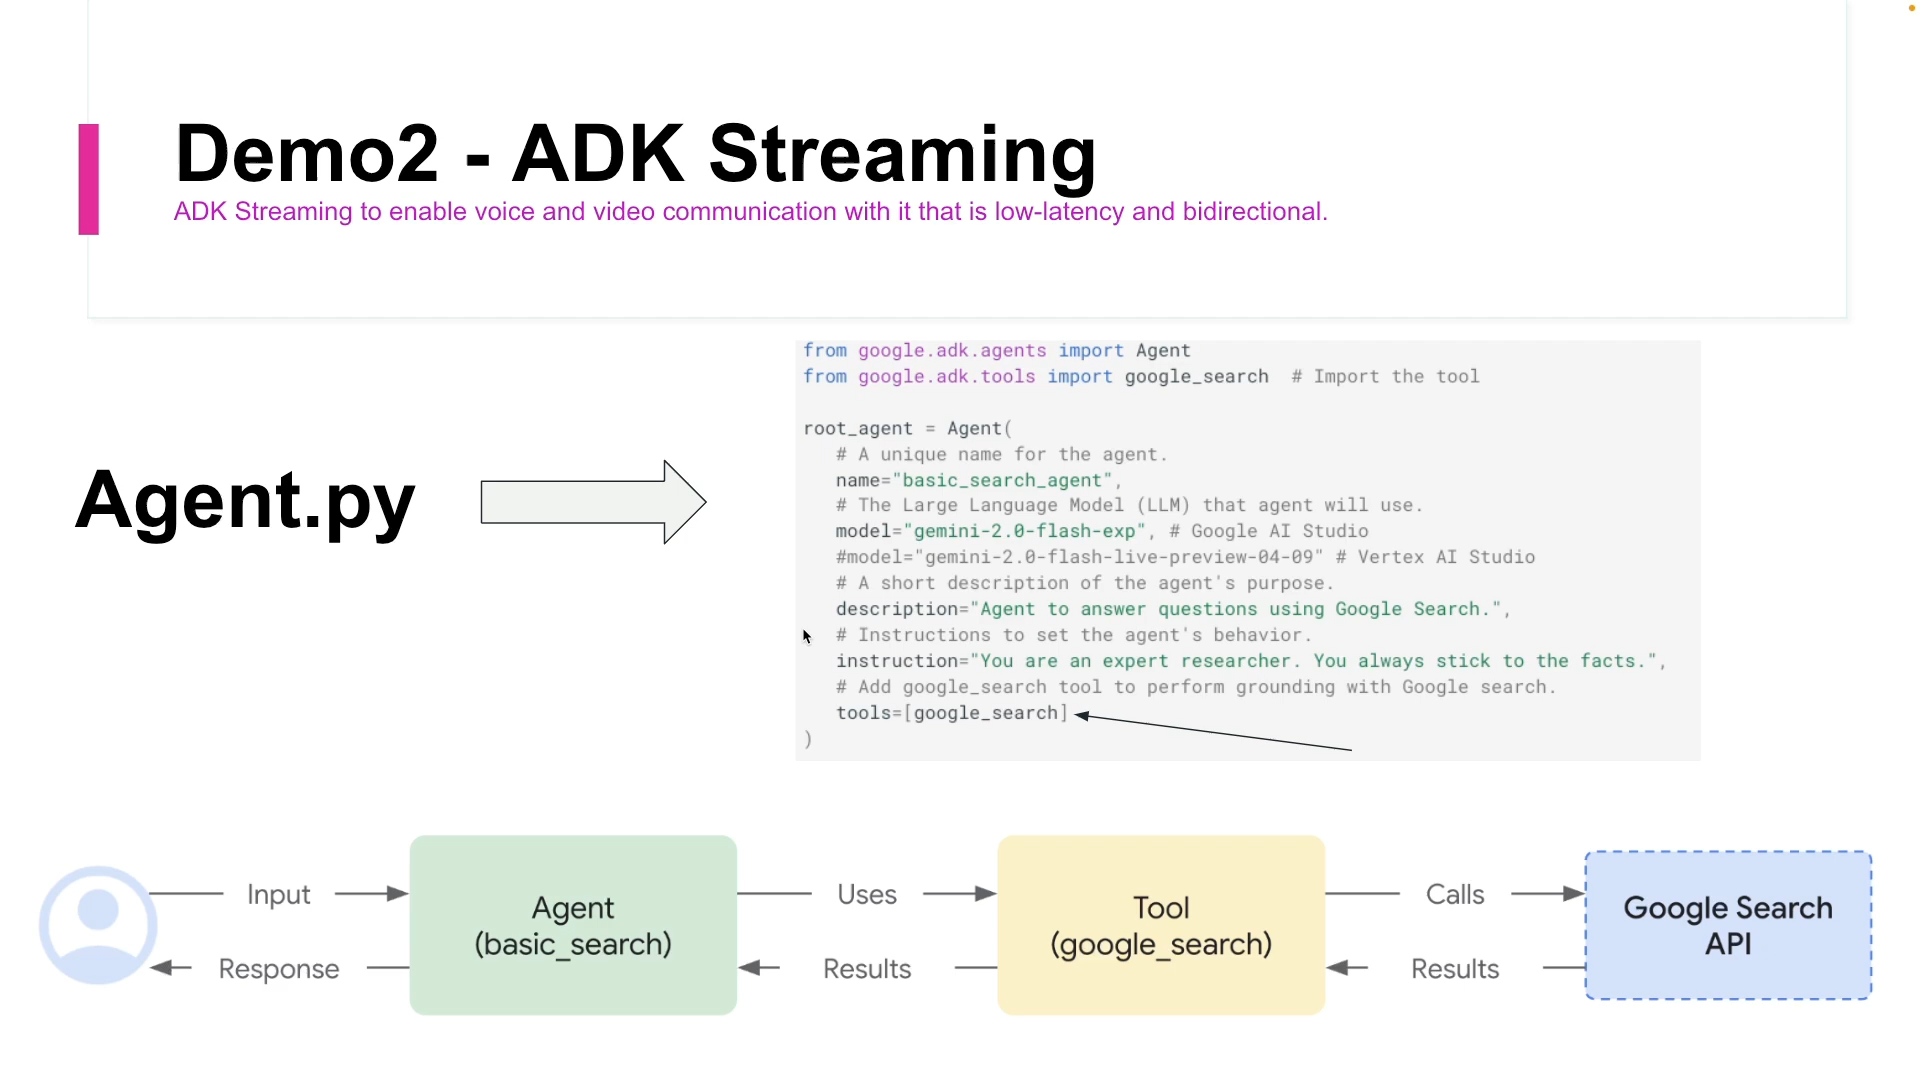 Demo2 - ADK Streaming
ADK Streaming to enable voice and video communication with it that is low-latency and bidirectional.
Agent.py
from google.adk.agents import Agent
from google.adk.tools import google_search  # Import the tool
root_agent = Agent(
   # A unique name for the agent.
   name="basic_search_agent",
   # The Large Language Model (LLM) that agent will use.
   model="gemini-2.0-flash-exp", # Google AI Studio
   #model="gemini-2.0-flash-live-preview-04-09" # Vertex AI Studio
   # A short description of the agent's purpose.
   description="Agent to answer questions using Google Search.",
   # Instructions to set the agent's behavior.
   instruction="You are an expert researcher. You always stick to the facts.",
   # Add google_search tool to perform grounding with Google search.
   tools=[google_search]
)
Input
Response
Agent
(basic_search)
Uses
Results
Tool
(google_search)
Calls
Results
Google Search
API